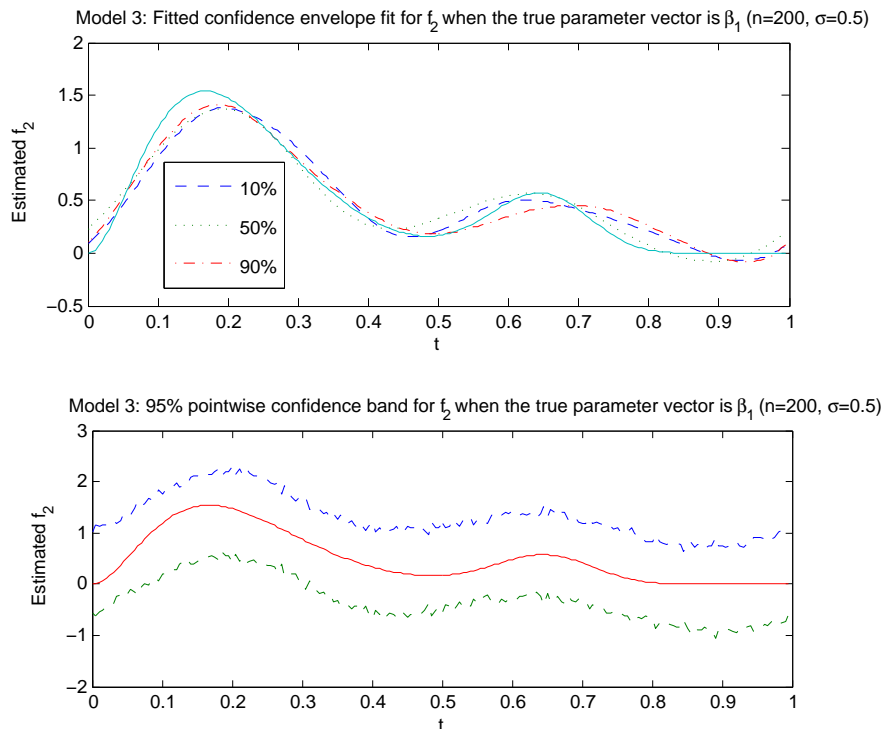 Model 3: Fitted confidence envelope fit for f₂ when the true parameter vector is β₁ (n=200, σ=0.5)
2
1.5
1
0.5
0
−0.5
Estimated f₂
10%
50%
90%
0 0.1 0.2 0.3 0.4 0.5 0.6 0.7 0.8 0.9 1
t
Model 3: 95% pointwise confidence band for f₂ when the true parameter vector is β₁ (n=200, σ=0.5)
3
2
1
0
−1
−2
Estimated f₂
0 0.1 0.2 0.3 0.4 0.5 0.6 0.7 0.8 0.9 1
t